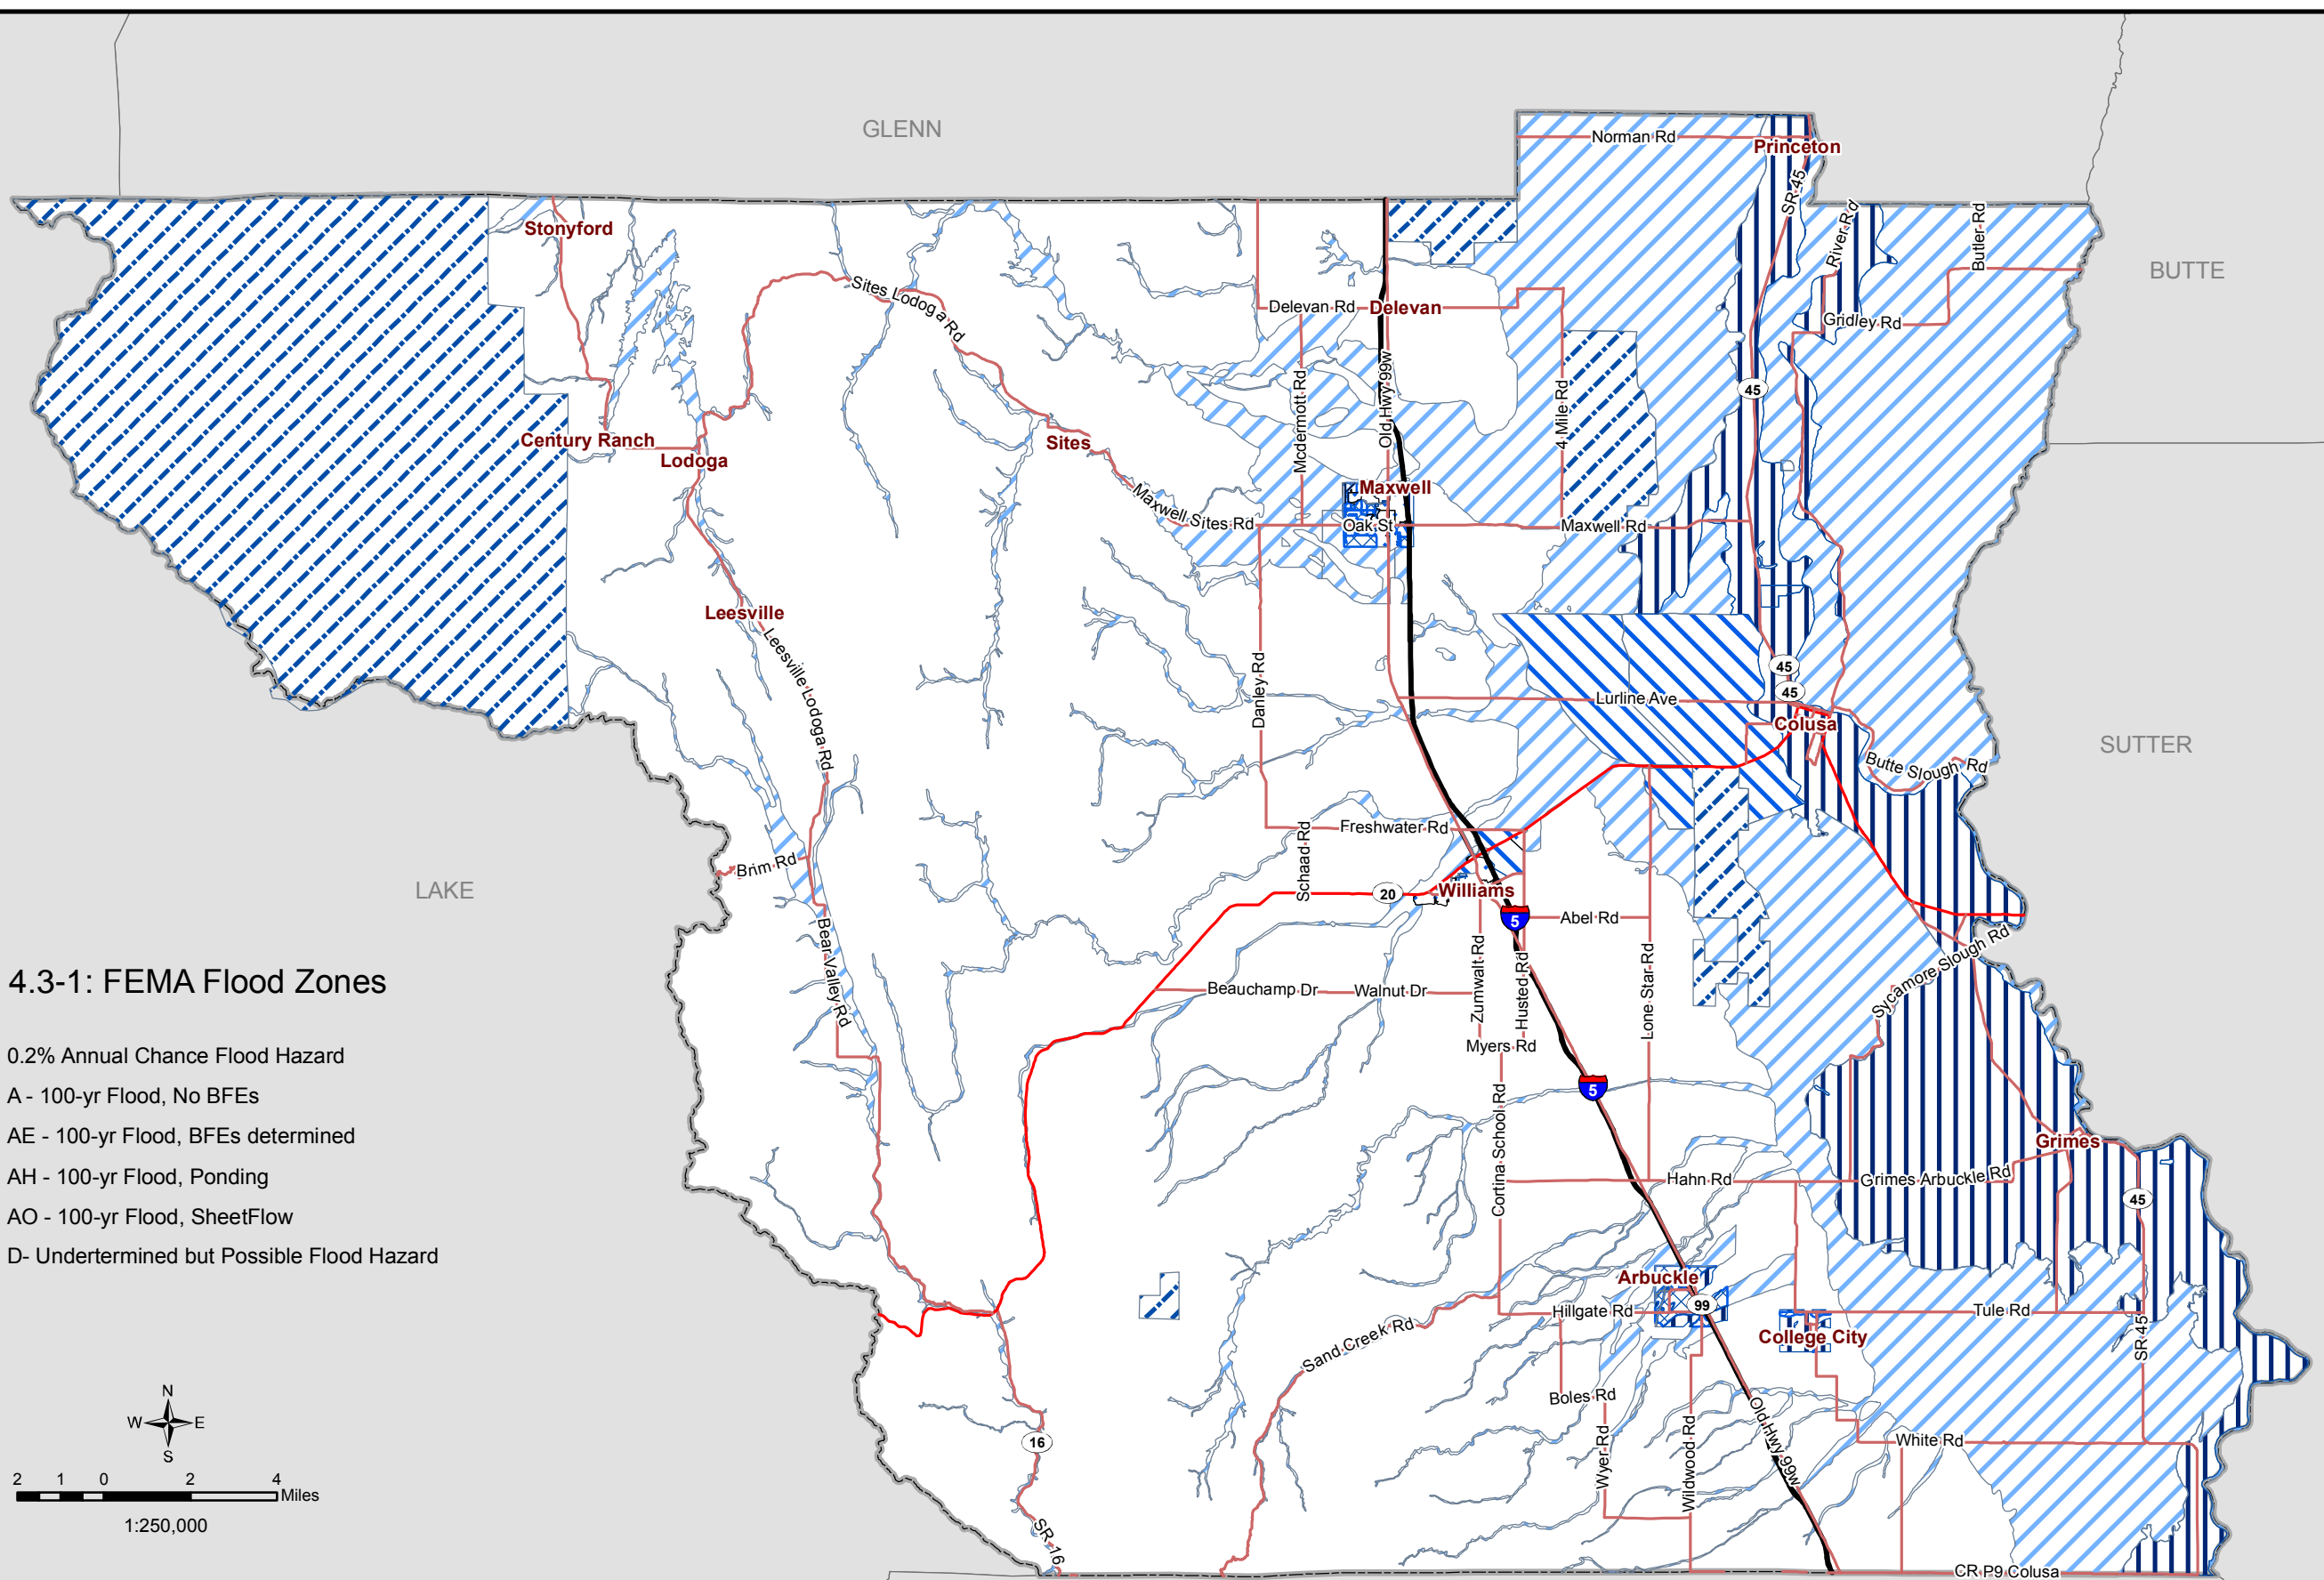 GLENN
Norman Rd
Princeton
SR 45
Stonyford
River Rd
Butler Rd
BUTTE
Sites Lodoga Rd
Delevan Rd
Delevan
Gridley Rd
Old Hwy 99w
Mcdermott Rd
4 Mile Rd
45
Century Ranch
Lodoga
Sites
Maxwell
Maxwell Sites Rd
Oak St
Maxwell Rd
Leesville
Leesville Lodoga Rd
Danley Rd
45
45
Lurline Ave
Colusa
SUTTER
Butte Slough Rd
Freshwater Rd
Schaad Rd
Brim Rd
LAKE
20
Williams
5
Abel Rd
Bear Valley Rd
Zumwalt Rd
Husted Rd
Lone Star Rd
Sycamore Slough Rd
4.3-1: FEMA Flood Zones
Beauchamp Dr
Walnut Dr
Myers Rd
0.2% Annual Chance Flood Hazard
A - 100-yr Flood, No BFEs
AE - 100-yr Flood, BFEs determined
AH - 100-yr Flood, Ponding
AO - 100-yr Flood, SheetFlow
D- Undertermined but Possible Flood Hazard
5
Cortina School Rd
Grimes
Hahn Rd
Grimes Arbuckle Rd
45
Arbuckle
Hillgate Rd
99
Tule Rd
College City
SR 45
Sand Creek Rd
Boles Rd
Old Hwy 99w
N
W E
S
16
Wyer Rd
Wildwood Rd
White Rd
2 1 0 2 4
Miles
1:250,000
SR 16
CR P9 Colusa